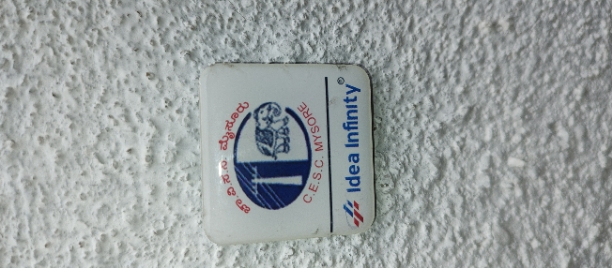 ಚಾ.ವಿ.ಸ.ನಿ. ಮೈಸೂರು
C.E.S.C. MYSORE
Idea Infinity®